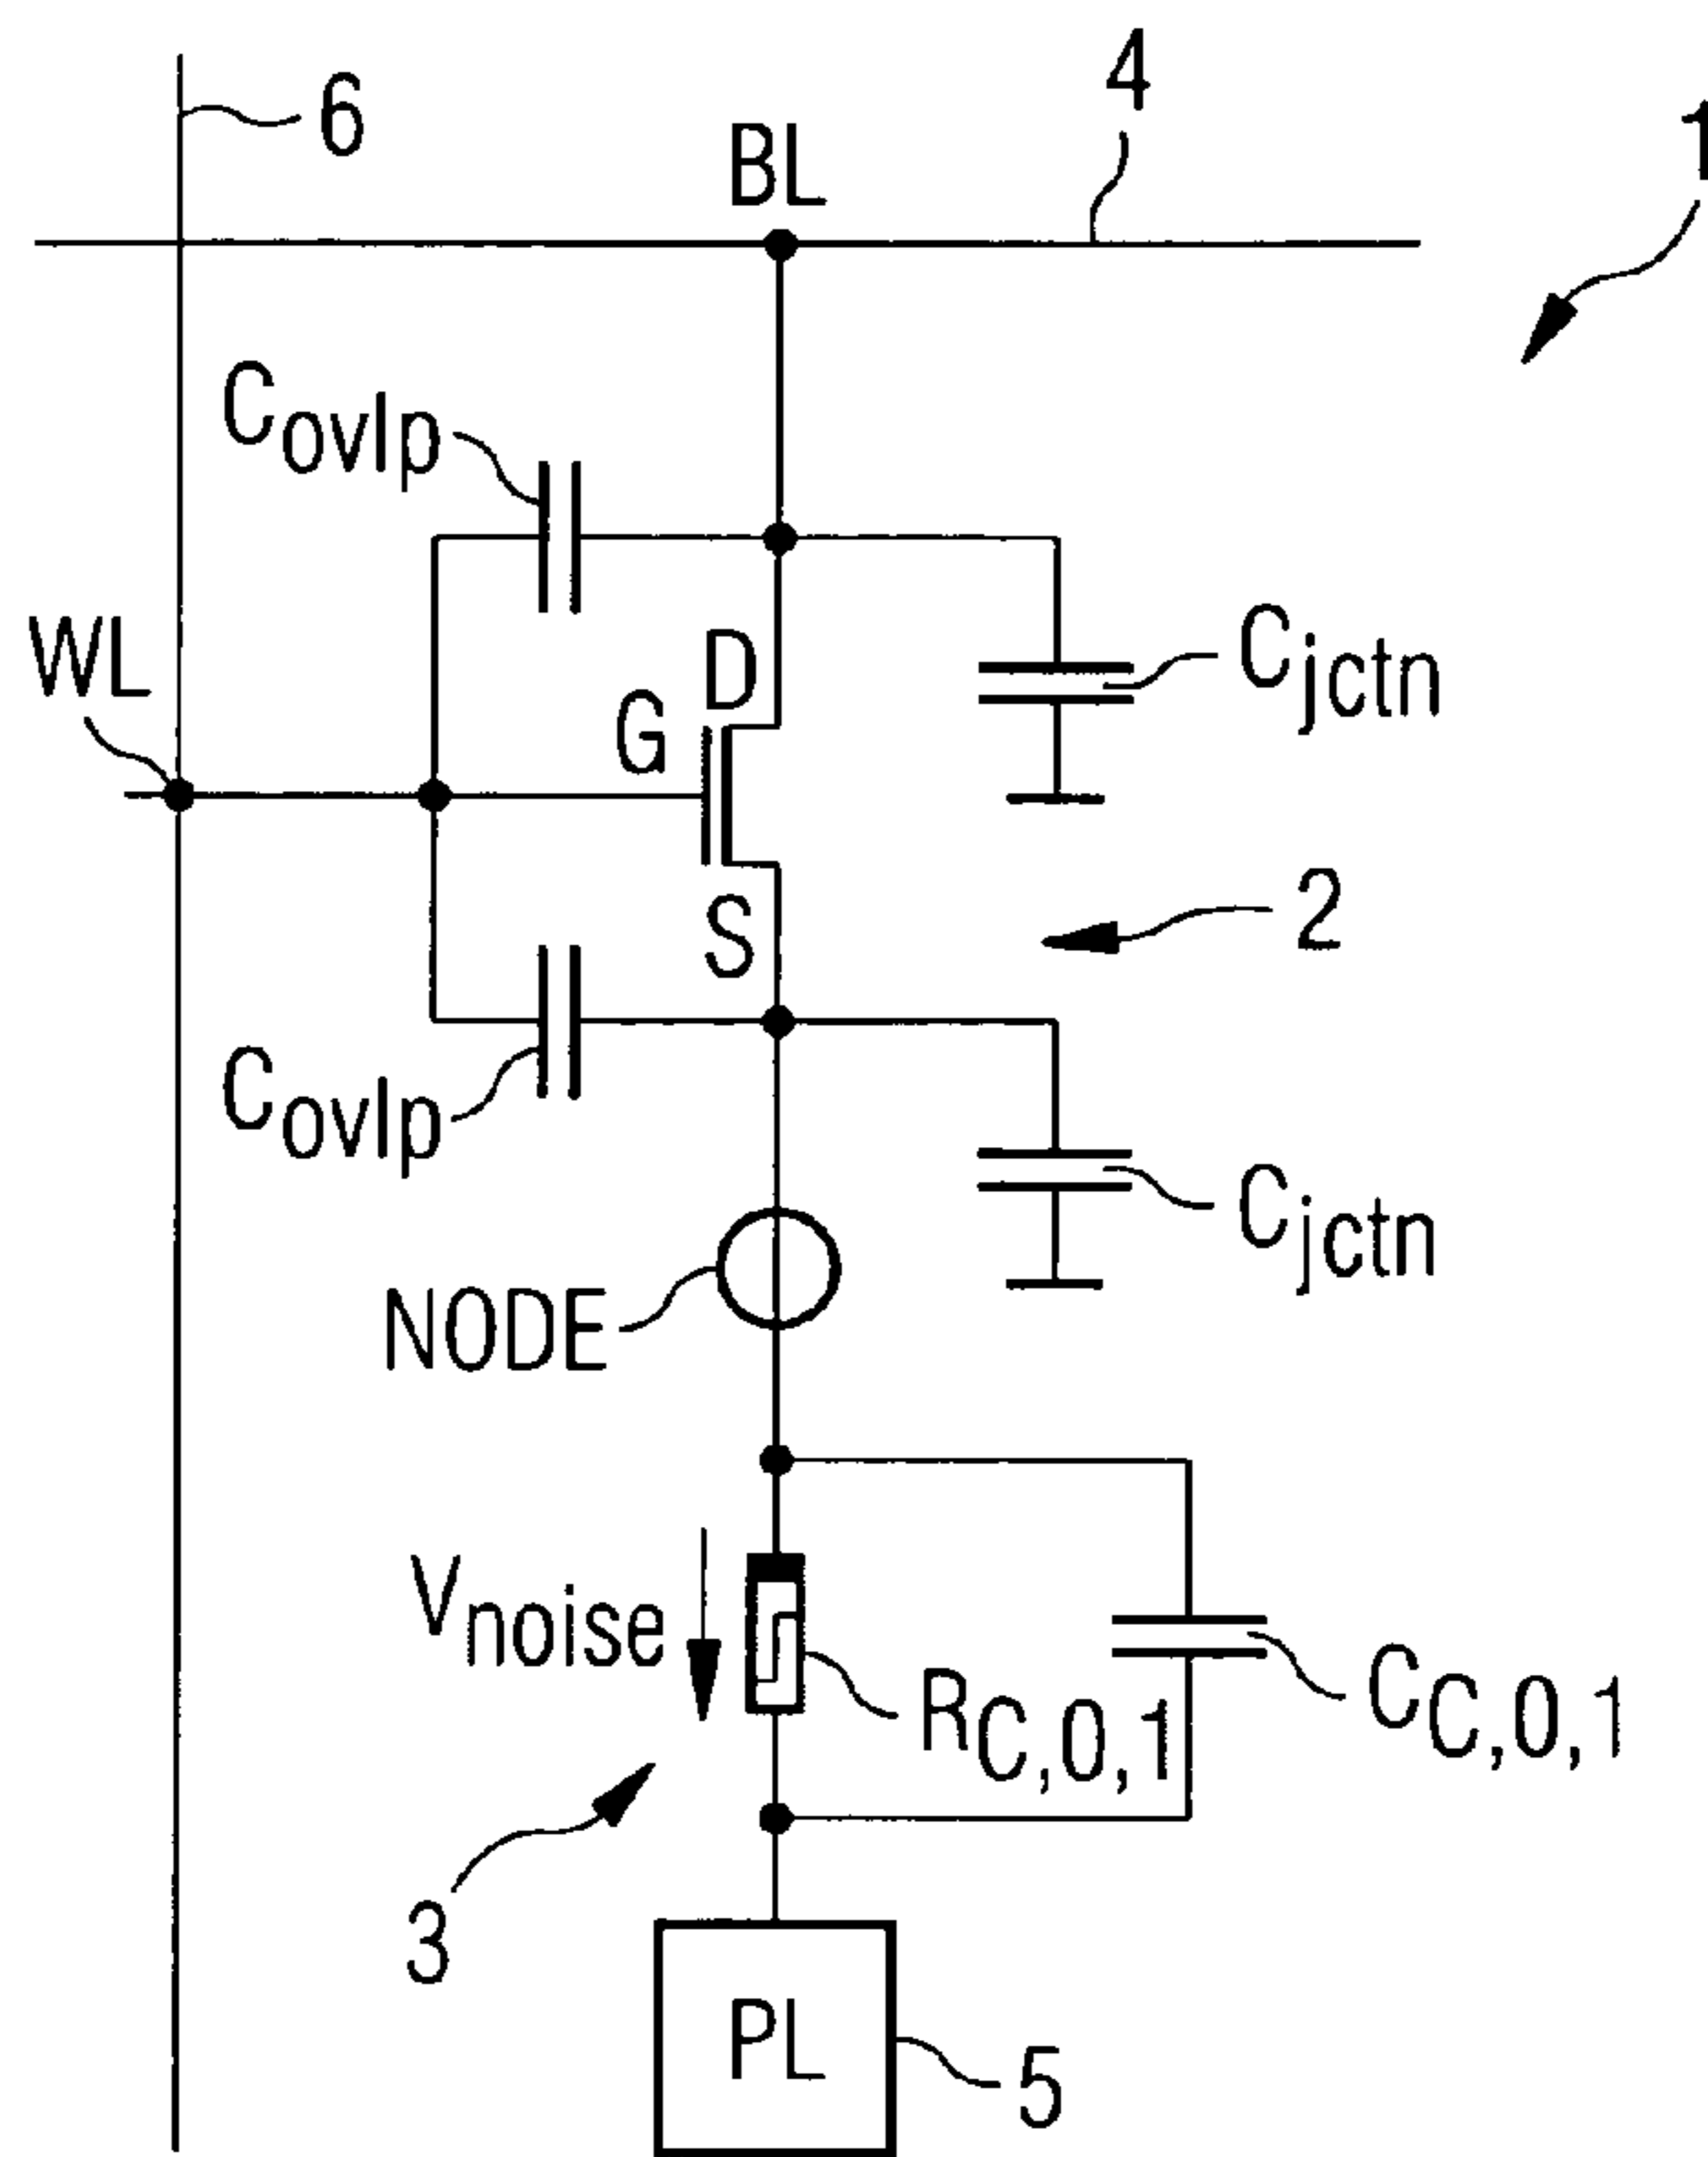 4
6
1
BL
Covlp
WL
D
Cjctn
G
2
S
Covlp
Cjctn
NODE
Vnoise
RC,0,1
CC,0,1
3
PL
5